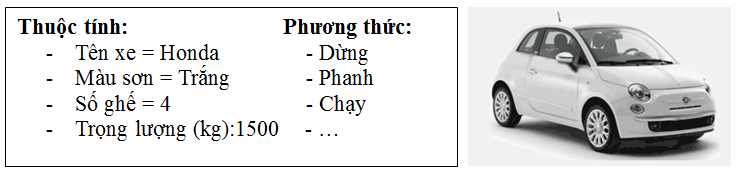 Thuộc tính: Phương thức:
- Tên xe = Honda - Dừng
- Màu sơn = Trắng - Phanh
- Số ghế = 4 - Chạy
- Trọng lượng (kg):1500 - …